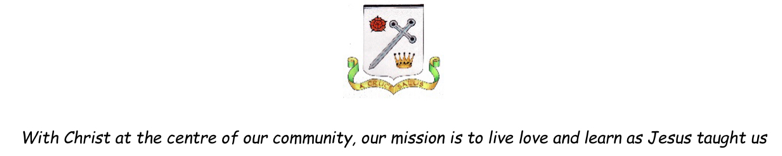 With Christ at the centre of our community, our mission is to live love and learn as Jesus taught us